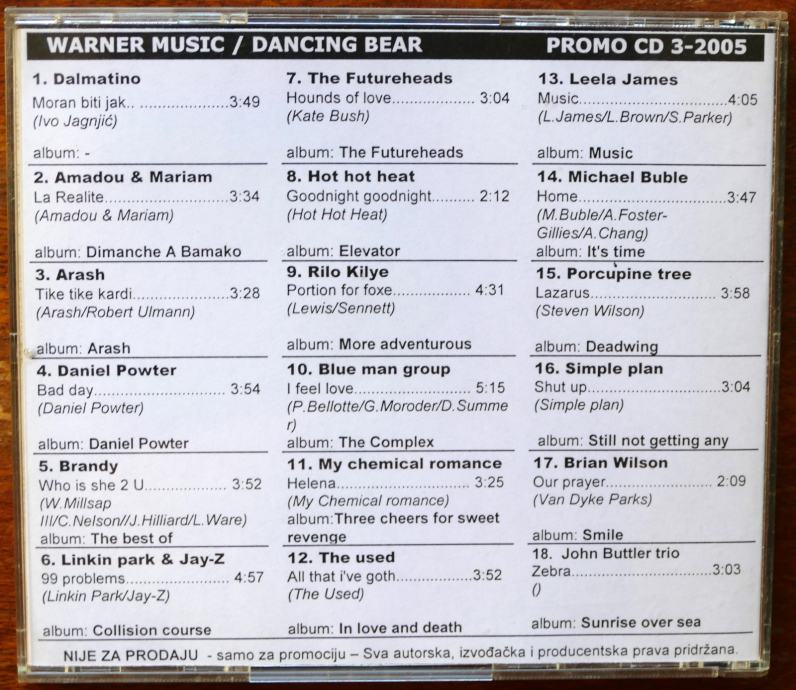 WARNER MUSIC / DANCING BEAR PROMO CD 3-2005
1. Dalmatino
Moran biti jak.. ................3:49
(Ivo Jagnjić)
album: -
2. Amadou & Mariam
La Realite......................3:34
(Amadou & Mariam)
album: Dimanche A Bamako
3. Arash
Tike tike kardi.................3:28
(Arash/Robert Ulmann)
album: Arash
4. Daniel Powter
Bad day........................ 3:54
(Daniel Powter)
album: Daniel Powter
5. Brandy
Who is she 2 U.............. 3:52
(W.Millsap
III/C.Nelson//J.Hilliard/L.Ware)
album: The best of
6. Linkin park & Jay-Z
99 problems.................... 4:57
(Linkin Park/Jay-Z)
album: Collision course
7. The Futureheads
Hounds of love............... 3:04
(Kate Bush)
album: The Futureheads
8. Hot hot heat
Goodnight goodnight......... 2:12
(Hot Hot Heat)
album: Elevator
9. Rilo Kilye
Portion for foxe.............. 4:31
(Lewis/Sennett)
album: More adventurous
10. Blue man group
I feel love...................... 5:15
(P.Bellotte/G.Moroder/D.Summe
r)
album: The Complex
11. My chemical romance
Helena.......................... 3:25
(My Chemical romance)
album:Three cheers for sweet
revenge
12. The used
All that i've goth..............3:52
(The Used)
album: In love and death
13. Leela James
Music............................4:05
(L.James/L.Brown/S.Parker)
album: Music
14. Michael Buble
Home............................3:47
(M.Buble/A.Foster-
Gillies/A.Chang)
album: It's time
15. Porcupine tree
Lazarus........................ 3:58
(Steven Wilson)
album: Deadwing
16. Simple plan
Shut up.........................3:04
(Simple plan)
album: Still not getting any
17. Brian Wilson
Our prayer..................... 2:09
(Van Dyke Parks)
album: Smile
18. John Buttler trio
Zebra...........................3:03
()
album: Sunrise over sea
NIJE ZA PRODAJU - samo za promociju – Sva autorska, izvođačka i producentska prava pridržana.